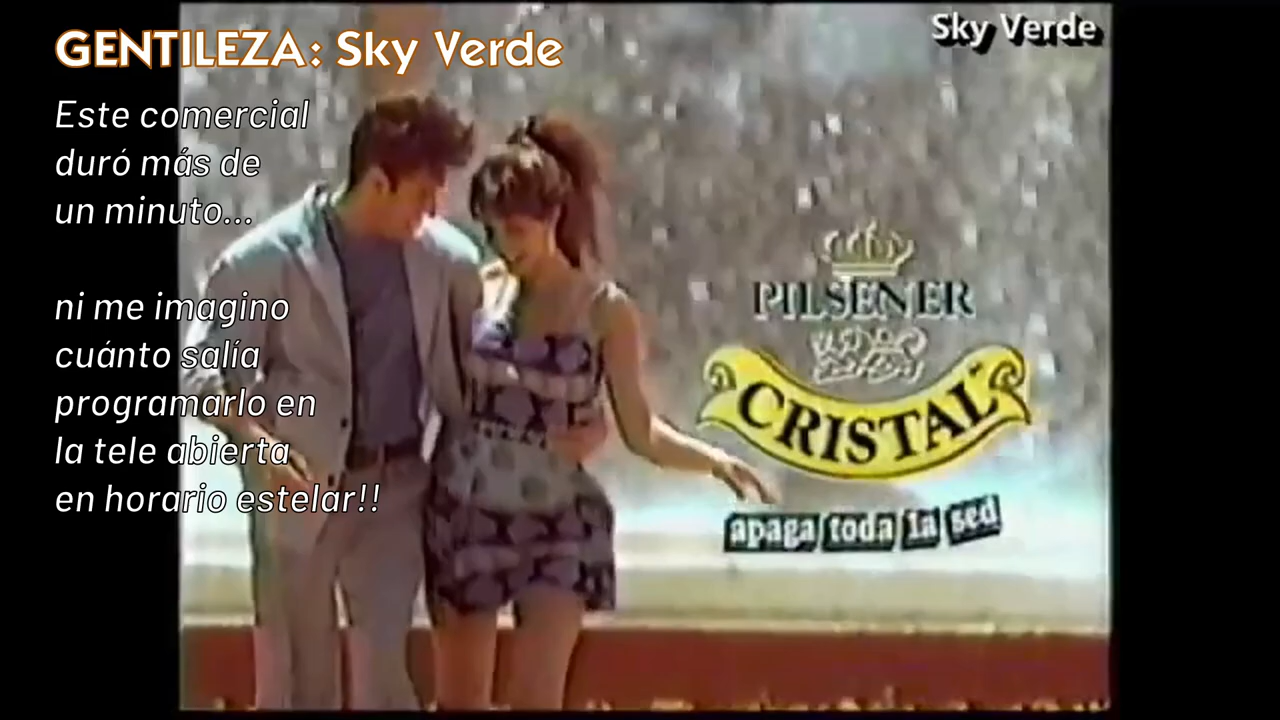 GENTILEZA: Sky Verde
Sky Verde
Este comercial
duró más de
un minuto...
ni me imagino
cuánto salía
programarlo en
la tele abierta
en horario estelar!!
PILSENER
CRISTAL
apaga toda la sed